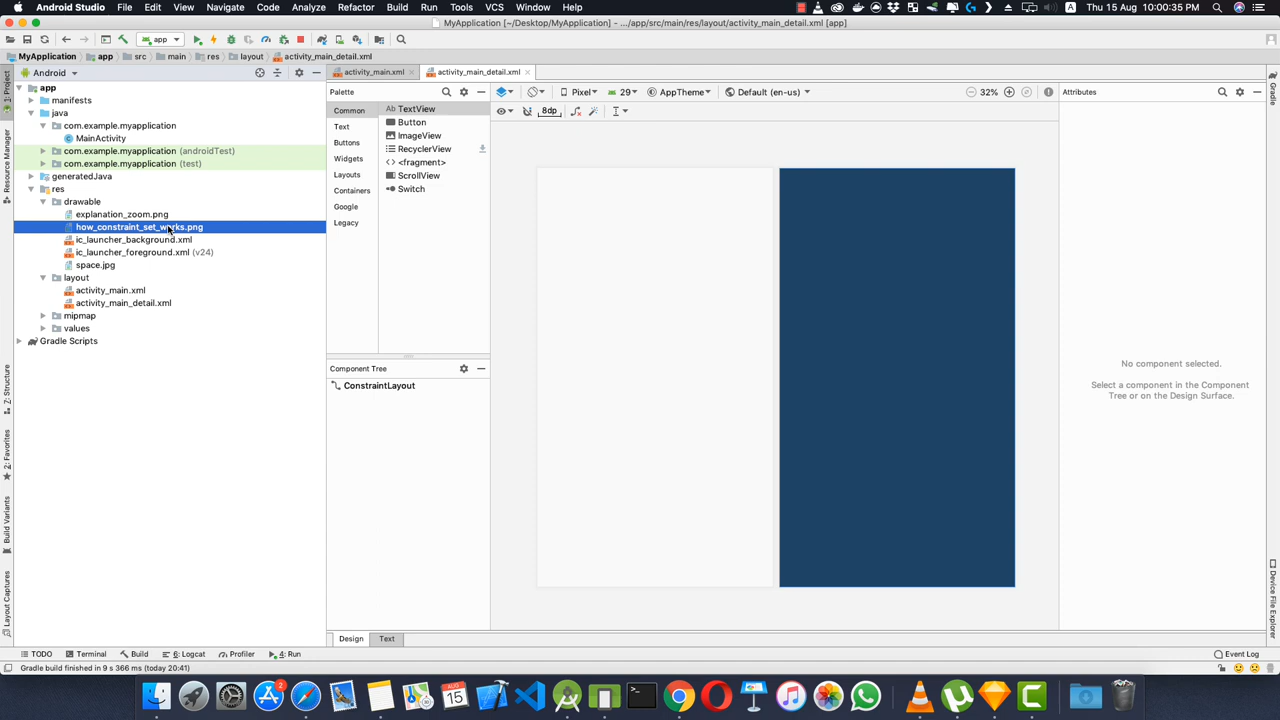 Android Studio File Edit View Navigate Code Analyze Refactor Build Run Tools VCS Window Help Thu 15 Aug 10:00:35 PM
MyApplication [~/Desktop/MyApplication] - .../app/src/main/res/layout/activity_main_detail.xml [app]
app
MyApplication app src main res layout activity_main_detail.xml
Android
activity_main.xml
activity_main_detail.xml
1: Project
Resource Manager
Z: Structure
2: Favorites
Build Variants
Layout Captures
app
manifests
java
com.example.myapplication
MainActivity
com.example.myapplication (androidTest)
com.example.myapplication (test)
generatedJava
res
drawable
explanation_zoom.png
how_constraint_set_works.png
ic_launcher_background.xml
ic_launcher_foreground.xml (v24)
space.jpg
layout
activity_main.xml
activity_main_detail.xml
mipmap
values
Gradle Scripts
Palette
Common
Text
Buttons
Widgets
Layouts
Containers
Google
Legacy
Ab TextView
Button
ImageView
RecyclerView
<fragment>
ScrollView
Switch
Component Tree
ConstraintLayout
Pixel 29 AppTheme Default (en-us) 32%
8dp
Attributes
No component selected.
Select a component in the Component
Tree or on the Design Surface.
Gradle
Device File Explorer
Design Text
TODO Terminal Build 6: Logcat Profiler 4: Run Event Log
Gradle build finished in 9 s 366 ms (today 20:41)
2
AUG
15